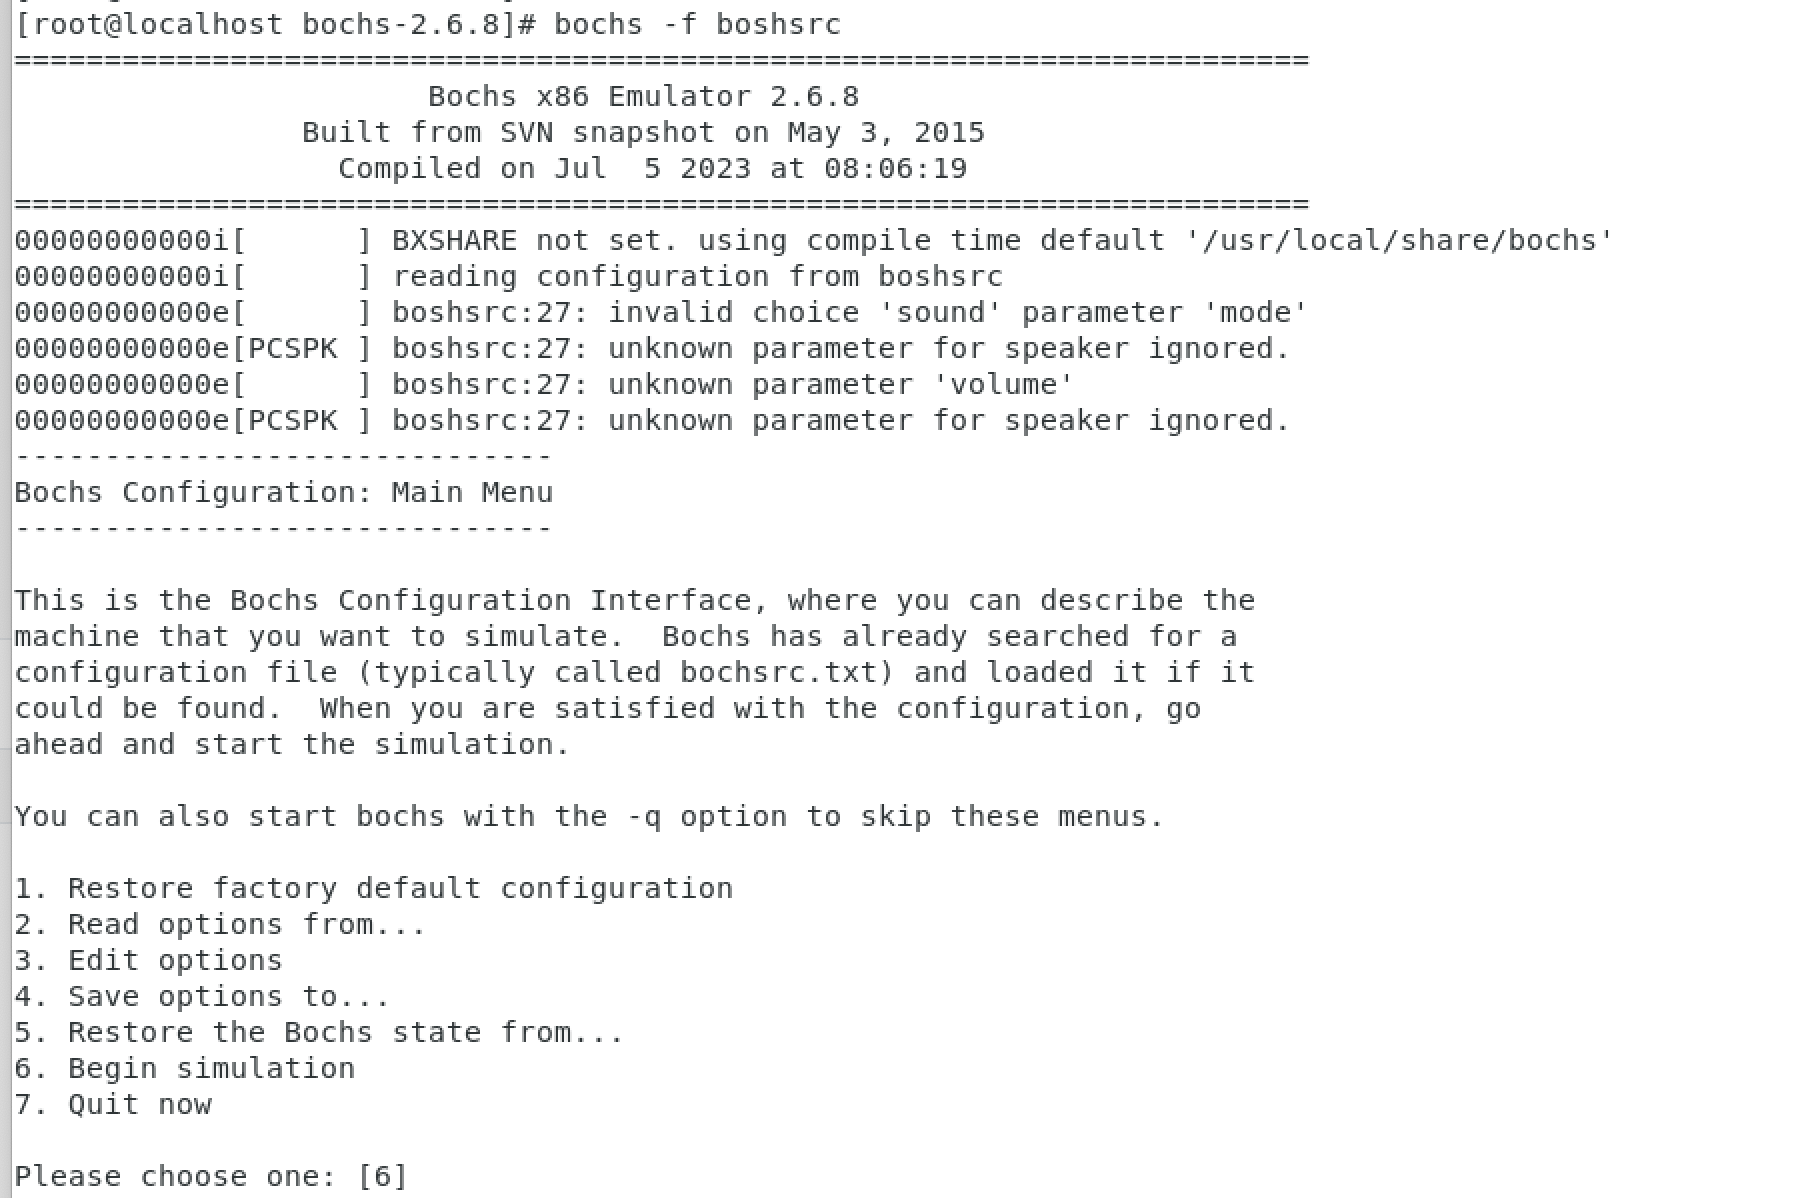 [root@localhost bochs-2.6.8]# bochs -f boshsrc
========================================================================
Bochs x86 Emulator 2.6.8
Built from SVN snapshot on May 3, 2015
Compiled on Jul  5 2023 at 08:06:19
========================================================================
00000000000i[      ] BXSHARE not set. using compile time default '/usr/local/share/bochs'
00000000000i[      ] reading configuration from boshsrc
00000000000e[      ] boshsrc:27: invalid choice 'sound' parameter 'mode'
00000000000e[PCSPK ] boshsrc:27: unknown parameter for speaker ignored.
00000000000e[      ] boshsrc:27: unknown parameter 'volume'
00000000000e[PCSPK ] boshsrc:27: unknown parameter for speaker ignored.
------------------------------
Bochs Configuration: Main Menu
------------------------------
This is the Bochs Configuration Interface, where you can describe the
machine that you want to simulate.  Bochs has already searched for a
configuration file (typically called bochsrc.txt) and loaded it if it
could be found.  When you are satisfied with the configuration, go
ahead and start the simulation.
You can also start bochs with the -q option to skip these menus.
1. Restore factory default configuration
2. Read options from...
3. Edit options
4. Save options to...
5. Restore the Bochs state from...
6. Begin simulation
7. Quit now
Please choose one: [6]